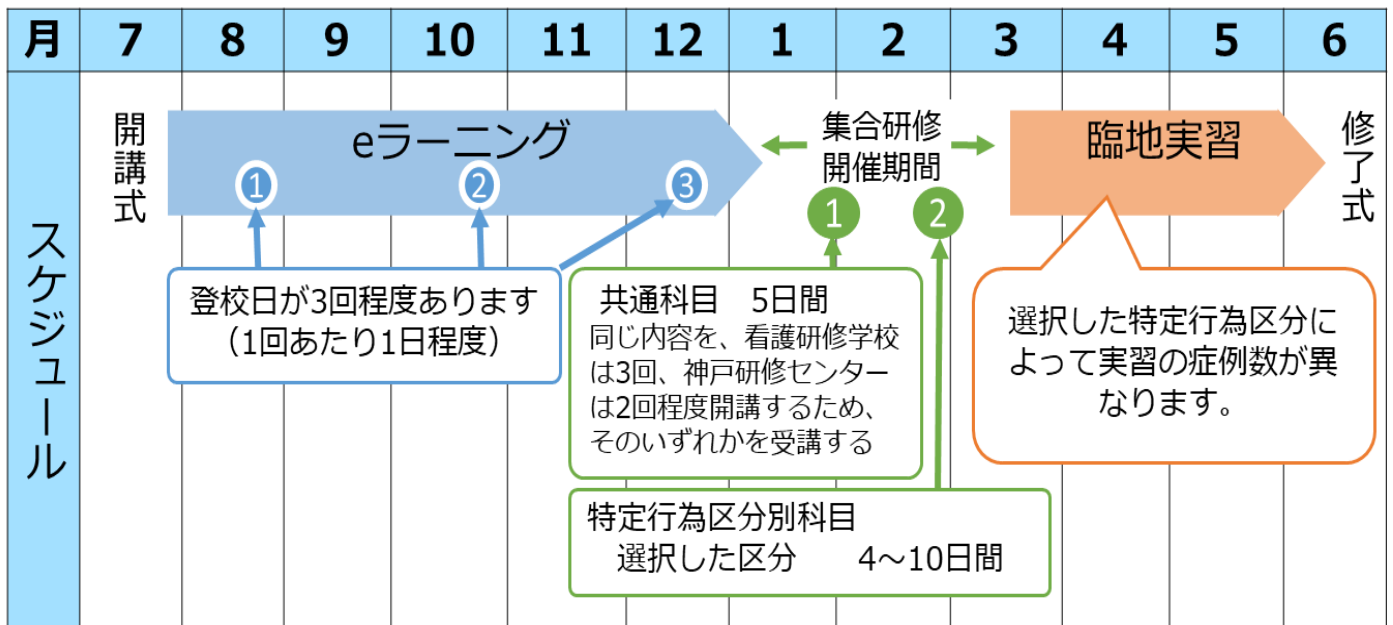 月 7 8 9 10 11 12 1 2 3 4 5 6
スケジュール
開講式
eラーニング
1 2 3
登校日が3回程度あります
（1回あたり1日程度）
集合研修
開催期間
1 2
共通科目　5日間
同じ内容を、看護研修学校
は3回、神戸研修センター
は2回程度開講するため、
そのいずれかを受講する
特定行為区分別科目
選択した区分　　4～10日間
臨地実習
選択した特定行為区分に
よって実習の症例数が異
なります。
修了式